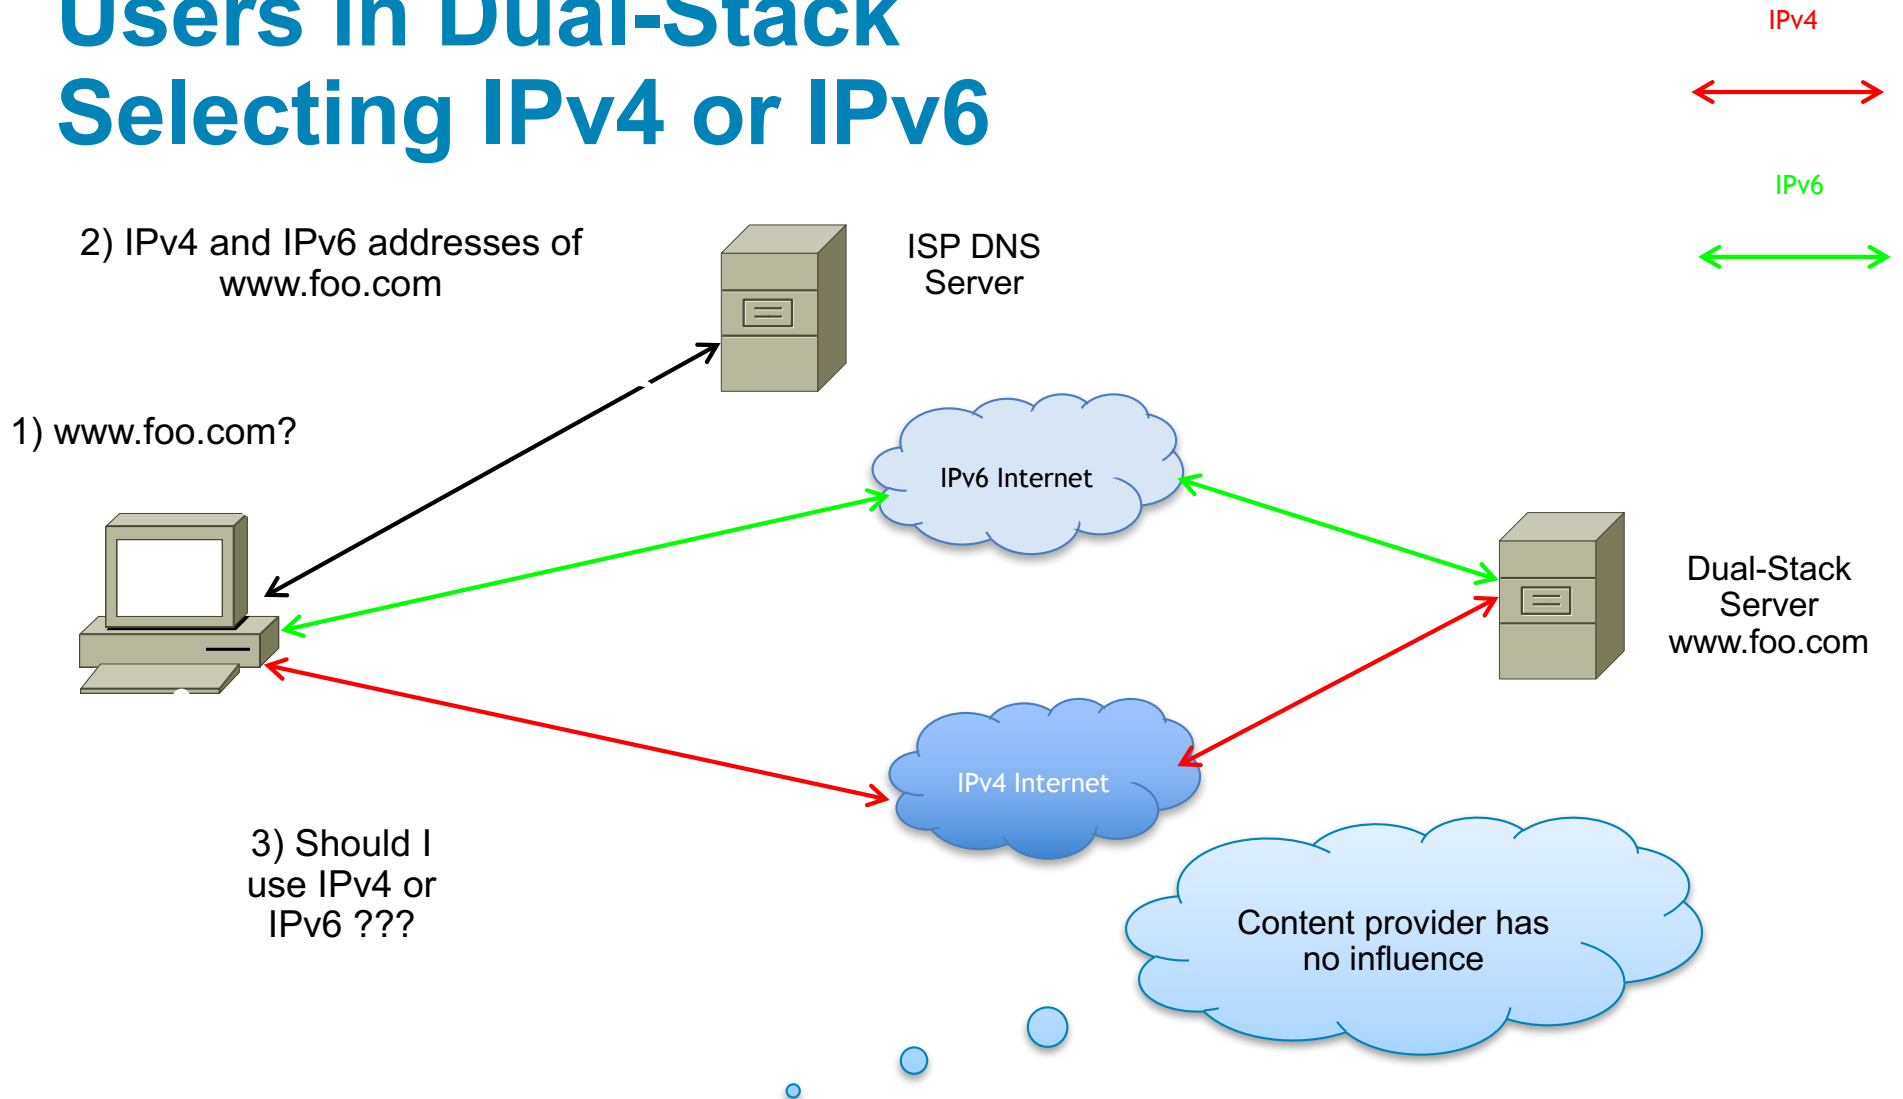 Users in Dual-Stack
Selecting IPv4 or IPv6
IPv4
IPv6
2) IPv4 and IPv6 addresses of
www.foo.com
ISP DNS
Server
1) www.foo.com?
IPv6 Internet
Dual-Stack
Server
www.foo.com
IPv4 Internet
3) Should I
use IPv4 or
IPv6 ???
Content provider has
no influence